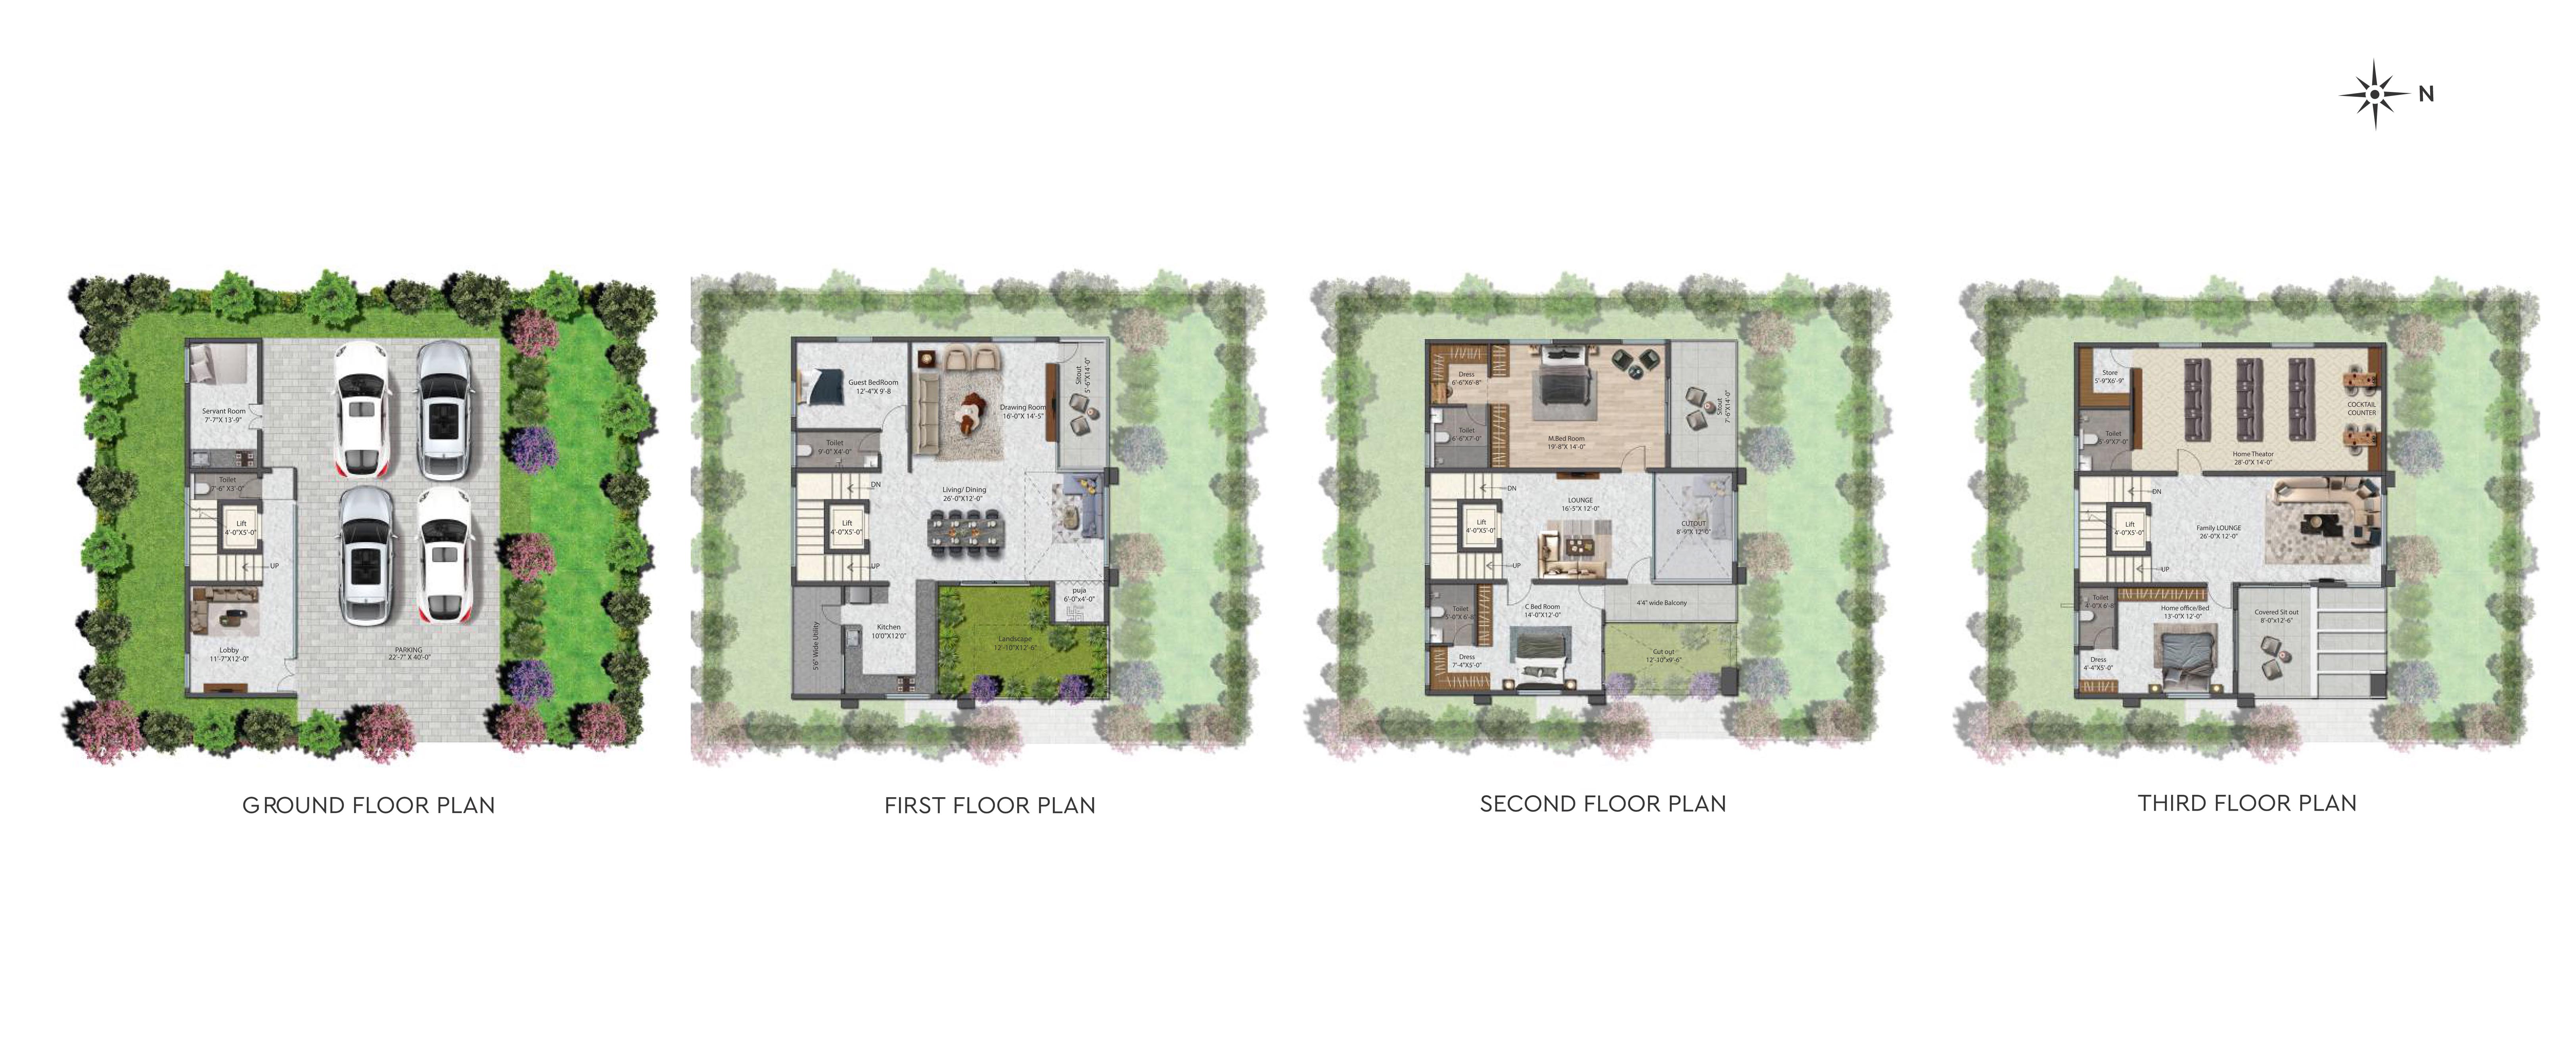 N
Servant Room
7'-7"X 13'-9"
Toilet
7'-6" X3'-0"
Lift
4'-0"X5'-0"
UP
Lobby
11'-7"X12'-0"
PARKING
22'-7" X 40'-0"
GROUND FLOOR PLAN
Guest BedRoom
12'-4"X 9'-8
Drawing Room
16'-0"X 14'-5"
Sitout
5'-6"X14'-0"
Toilet
9'-0" X4'-0"
DN
Living/ Dining
26'-0"X12'-0"
Lift
4'-0"X5'-0"
UP
puja
6'-0"x4'-0"
Kitchen
10'0"X12'0"
5'6" Wide Utility
Landscape
12'-10"X12'-6"
FIRST FLOOR PLAN
Dress
6'-6"X6'-8"
Toilet
6'-6"X7'-0"
M.Bed Room
19'-8"X 14'-0"
Sitout
7'-6"X14'-0"
DN
LOUNGE
16'-5"X 12'-0"
CUTOUT
8'-9"X 12'-0"
Lift
4'-0"X5'-0"
UP
Toilet
C Bed Room
14'-0"X12'-0"
4'4" wide Balcony
Dress
7'-4"X5'-0"
Cut out
12'-10"x9'-6"
SECOND FLOOR PLAN
Store
5'-9"X6'-9"
COCKTAIL
COUNTER
Toilet
5'-9"X7'-0"
Home Theator
28'-0"X 14'-0"
DN
Lift
4'-0"X5'-0"
Family LOUNGE
26'-0"X 12'-0"
UP
Toilet
4'-0"X 6'-8"
Home office/Bed
13'-0"X 12'-0"
Covered Sit out
8'-0"x12'-6"
Dress
4'-4"X5'-0"
THIRD FLOOR PLAN